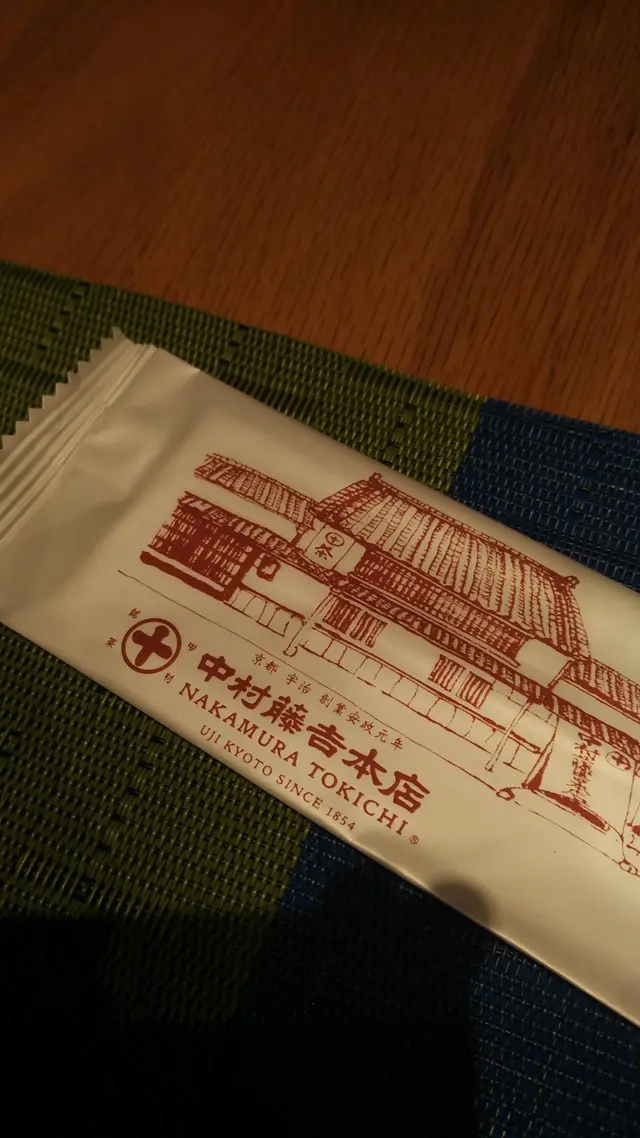 茶
京都 宇治 創業安政元年
中村藤吉本店
NAKAMURA TOKICHI
UJI KYOTO SINCE 1854
®